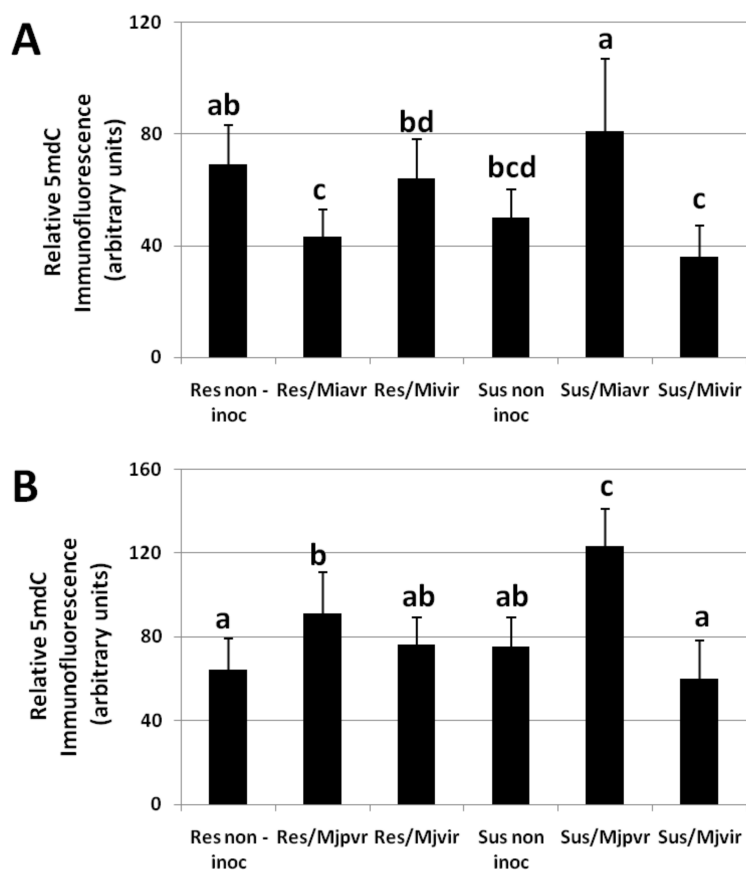 A
Relative 5mdC
Immunofluorescence
(arbitrary units)
120
80
40
0
ab
c
bd
bcd
a
c
Res non - Res/Miavr Res/Mivir Sus non Sus/Miavr Sus/Mivir
inoc inoc
B
Relative 5mdC
Immunofluorescence
(arbitrary units)
160
120
80
40
0
a
b
ab
ab
c
a
Res non - Res/Mjpvr Res/Mjvir Sus non Sus/Mjpvr Sus/Mjvir
inoc inoc